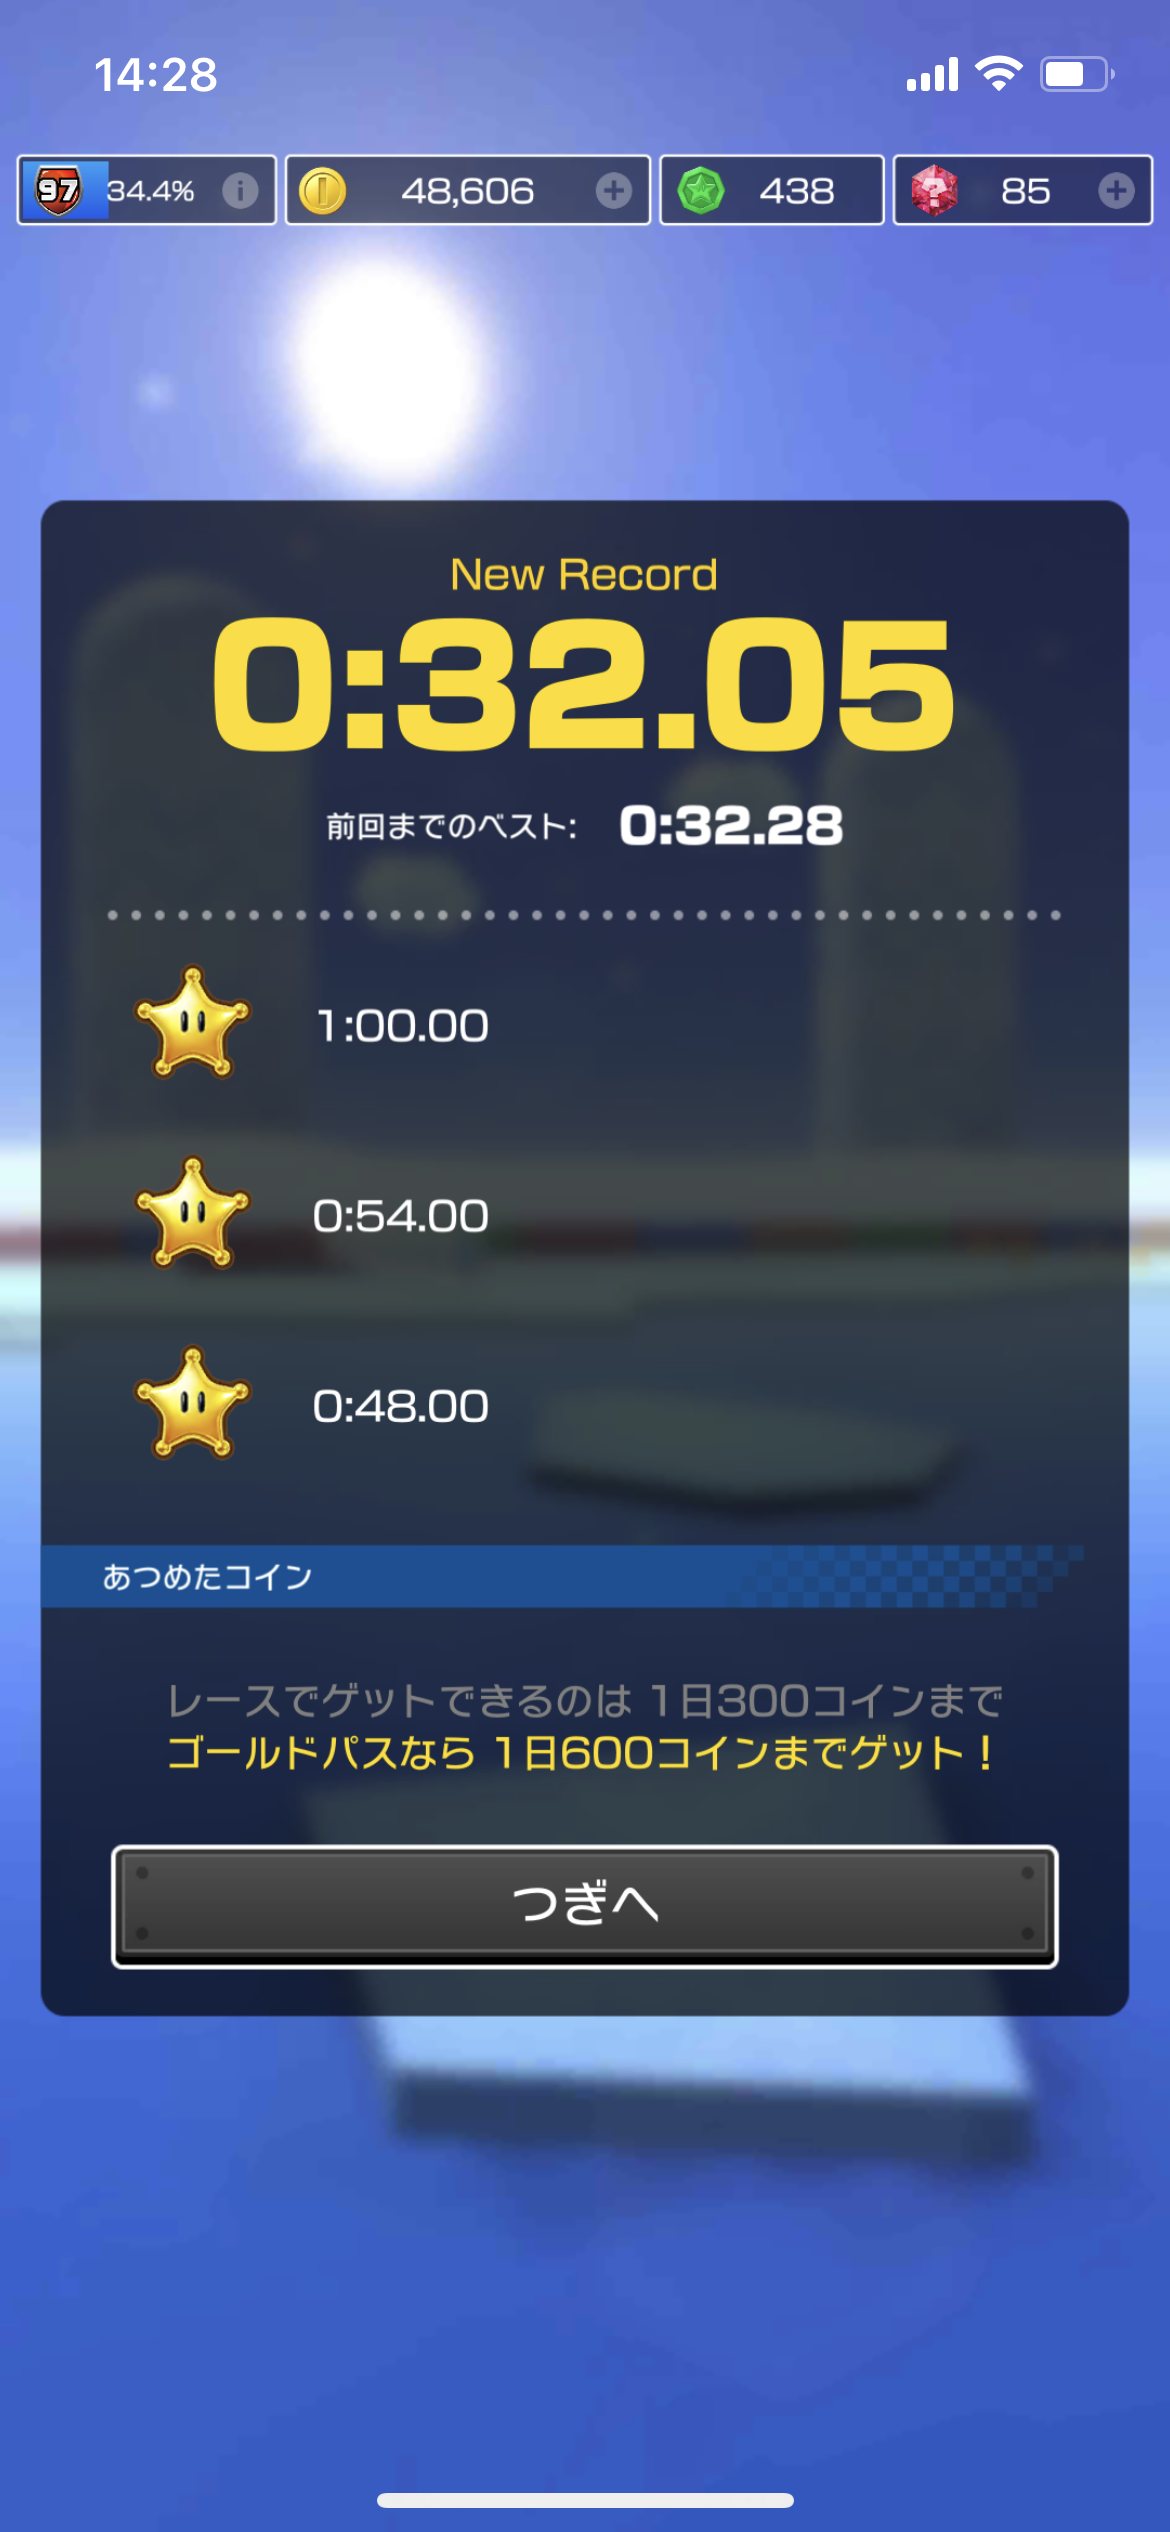 14:28
97 34.4% i 48,606 + 438 ? 85 +
New Record
0:32.05
前回までのベスト: 0:32.28
1:00.00
0:54.00
0:48.00
あつめたコイン
レースでゲットできるのは 1日300コインまで
ゴールドパスなら 1日600コインまでゲット!
つぎへ